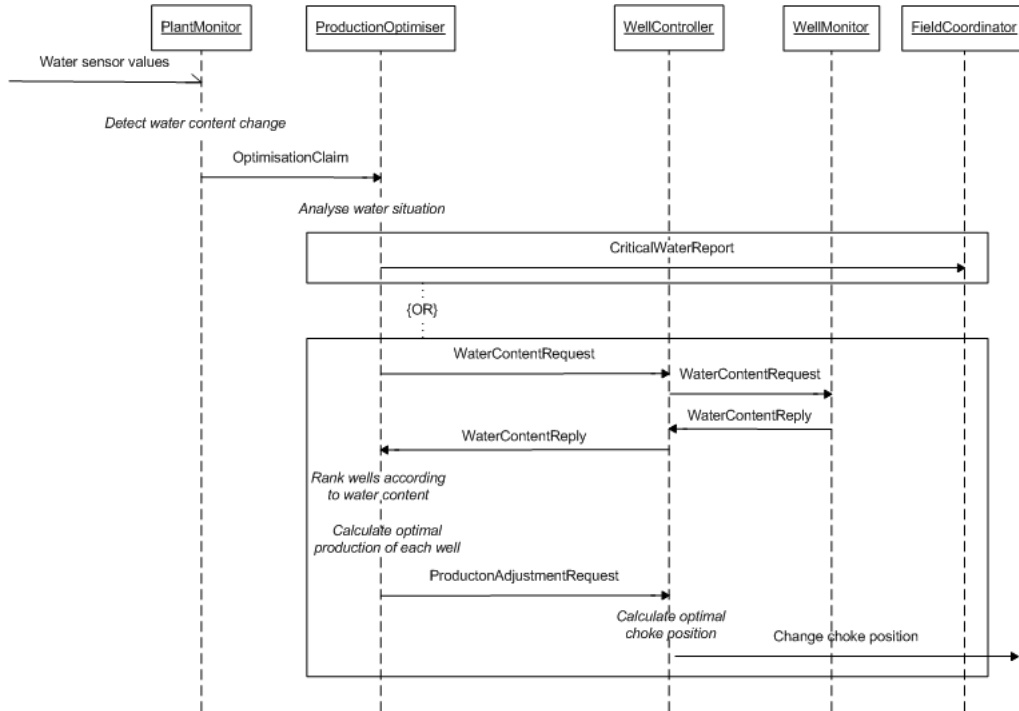 PlantMonitor
ProductionOptimiser
WellController
WellMonitor
FieldCoordinator
Water sensor values
Detect water content change
OptimisationClaim
Analyse water situation
CriticalWaterReport
{OR}
WaterContentRequest
WaterContentRequest
WaterContentReply
WaterContentReply
Rank wells according
to water content
Calculate optimal
production of each well
ProductonAdjustmentRequest
Calculate optimal
choke position
Change choke position